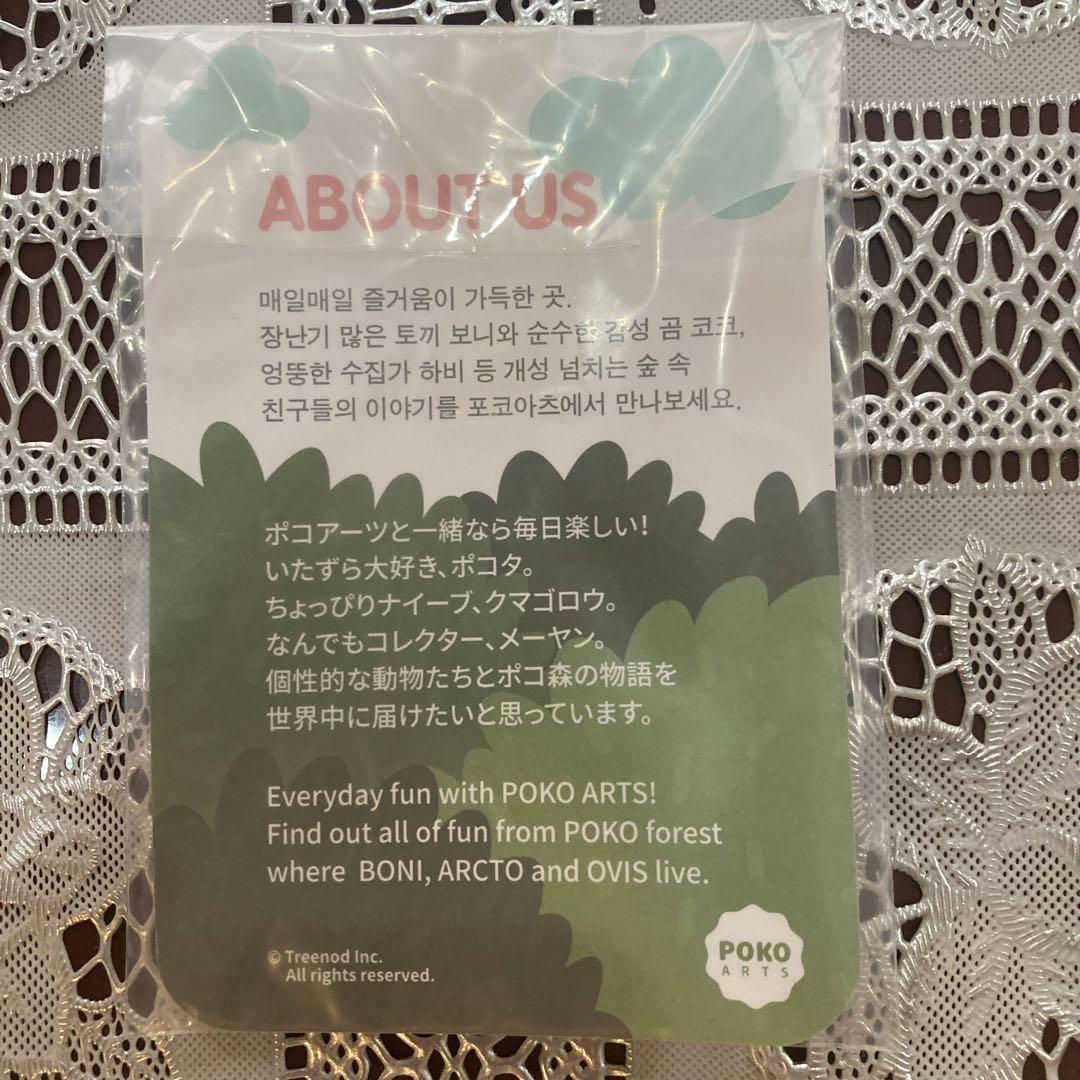 ABOUT US
매일매일 즐거움이 가득한 곳.
장난기 많은 토끼 보니와 순수한 감성 곰 코코,
엉뚱한 수집가 하비 등 개성 넘치는 숲 속
친구들의 이야기를 포코아츠에서 만나보세요.
ポコアーツと一緒なら毎日楽しい!
いたずら大好き、ポコタ。
ちょっぴりナイーブ、クマゴロウ。
なんでもコレクター、メーヤン。
個性的な動物たちとポコ森の物語を
世界中に届けたいと思っています。
Everyday fun with POKO ARTS!
Find out all of fun from POKO forest
where BONI, ARCTO and OVIS live.
© Treenod Inc.
All rights reserved.
POKO
ARTS